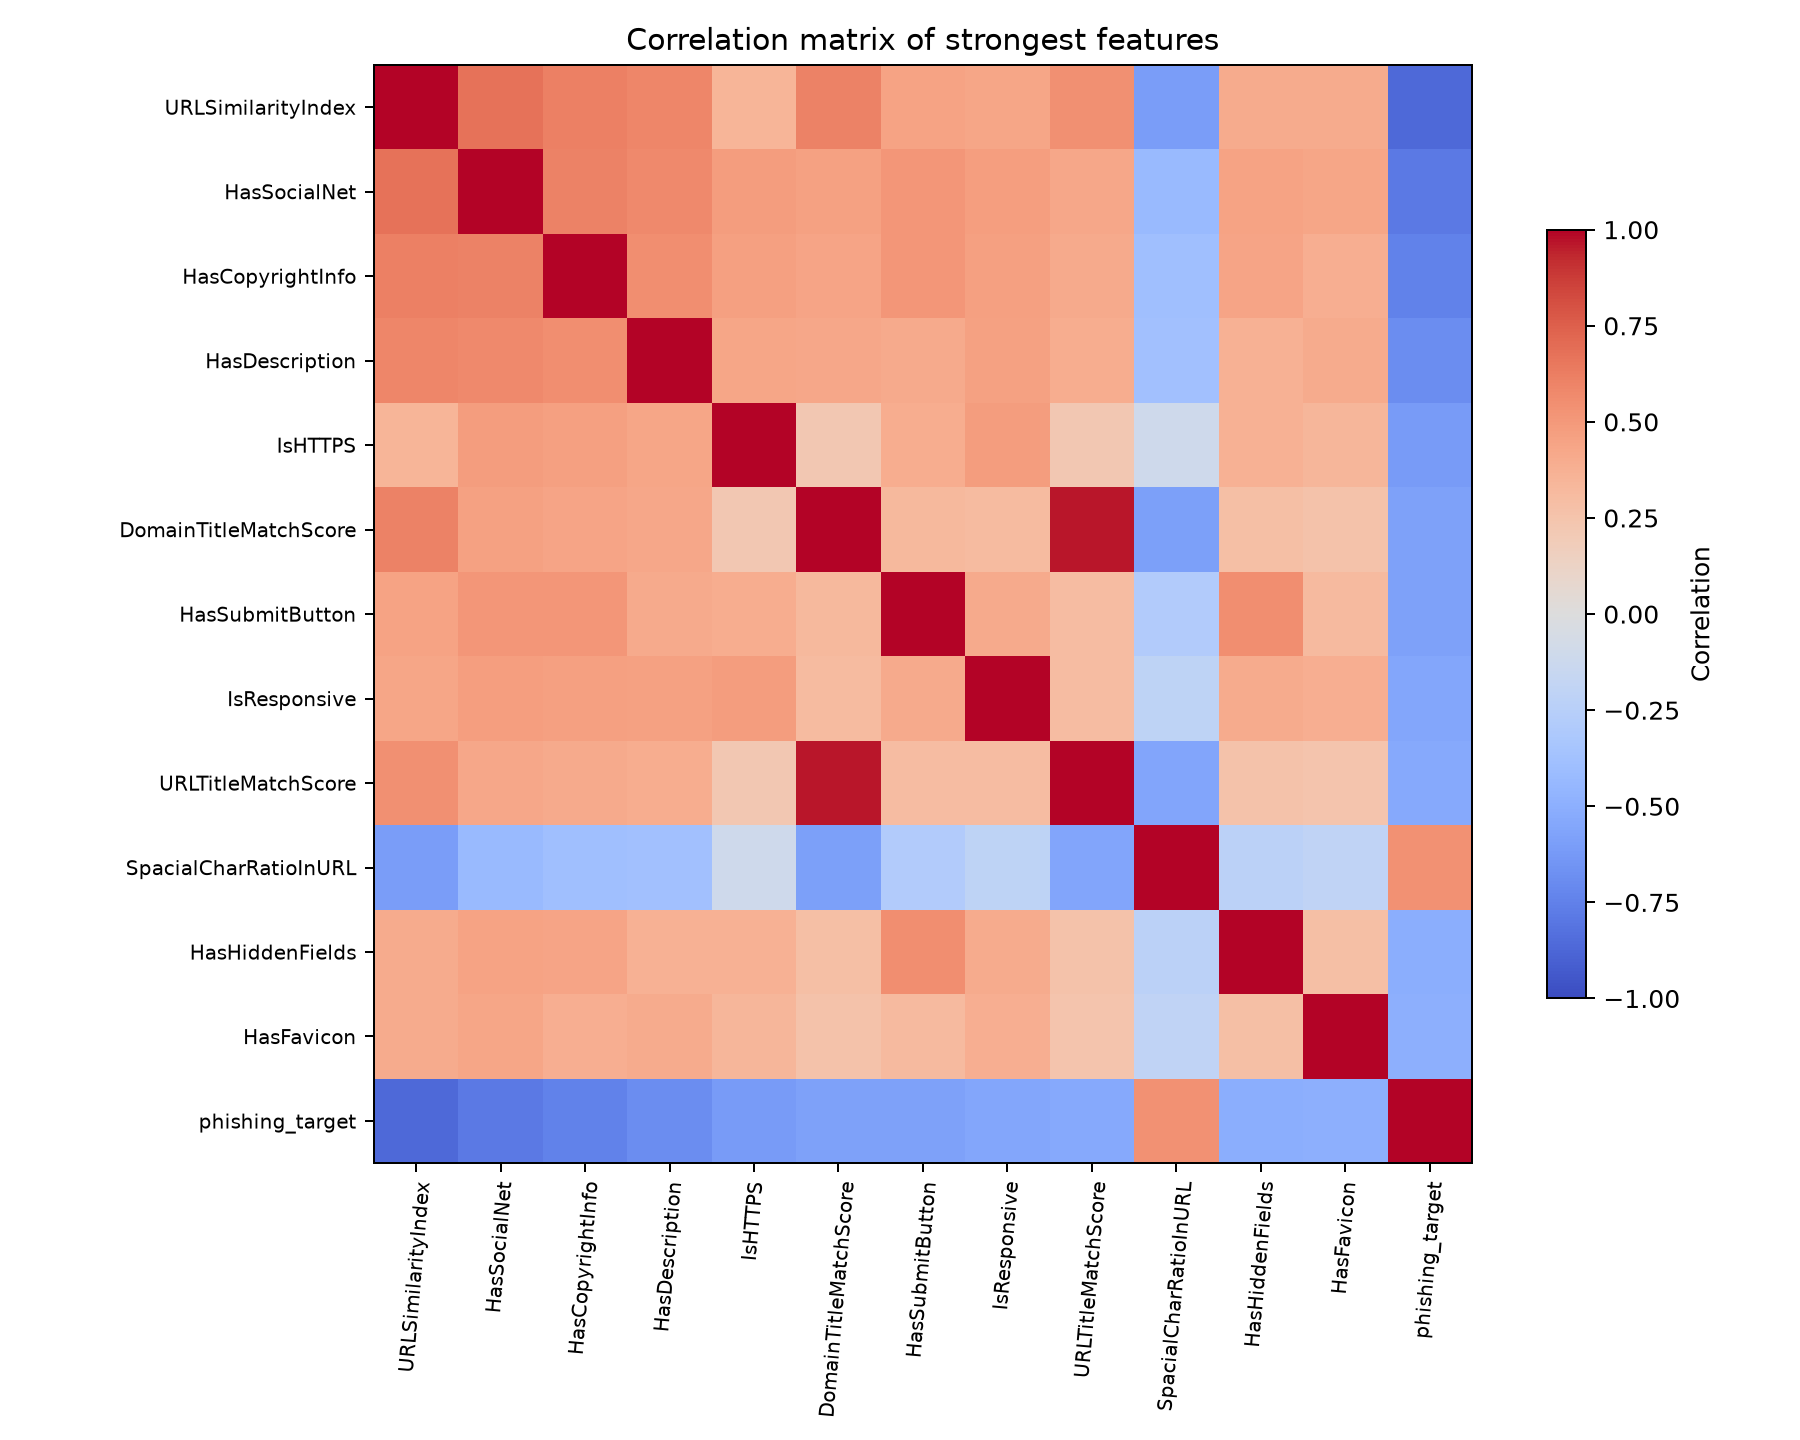 Correlation matrix of strongest features
URLSimilarityIndex
HasSocialNet
HasCopyrightInfo
HasDescription
IsHTTPS
DomainTitleMatchScore
HasSubmitButton
IsResponsive
URLTitleMatchScore
SpacialCharRatioInURL
HasHiddenFields
HasFavicon
phishing_target
URLSimilarityIndex
HasSocialNet
HasCopyrightInfo
HasDescription
IsHTTPS
DomainTitleMatchScore
HasSubmitButton
IsResponsive
URLTitleMatchScore
SpacialCharRatioInURL
HasHiddenFields
HasFavicon
phishing_target
1.00
0.75
0.50
0.25
0.00
−0.25
−0.50
−0.75
−1.00
Correlation